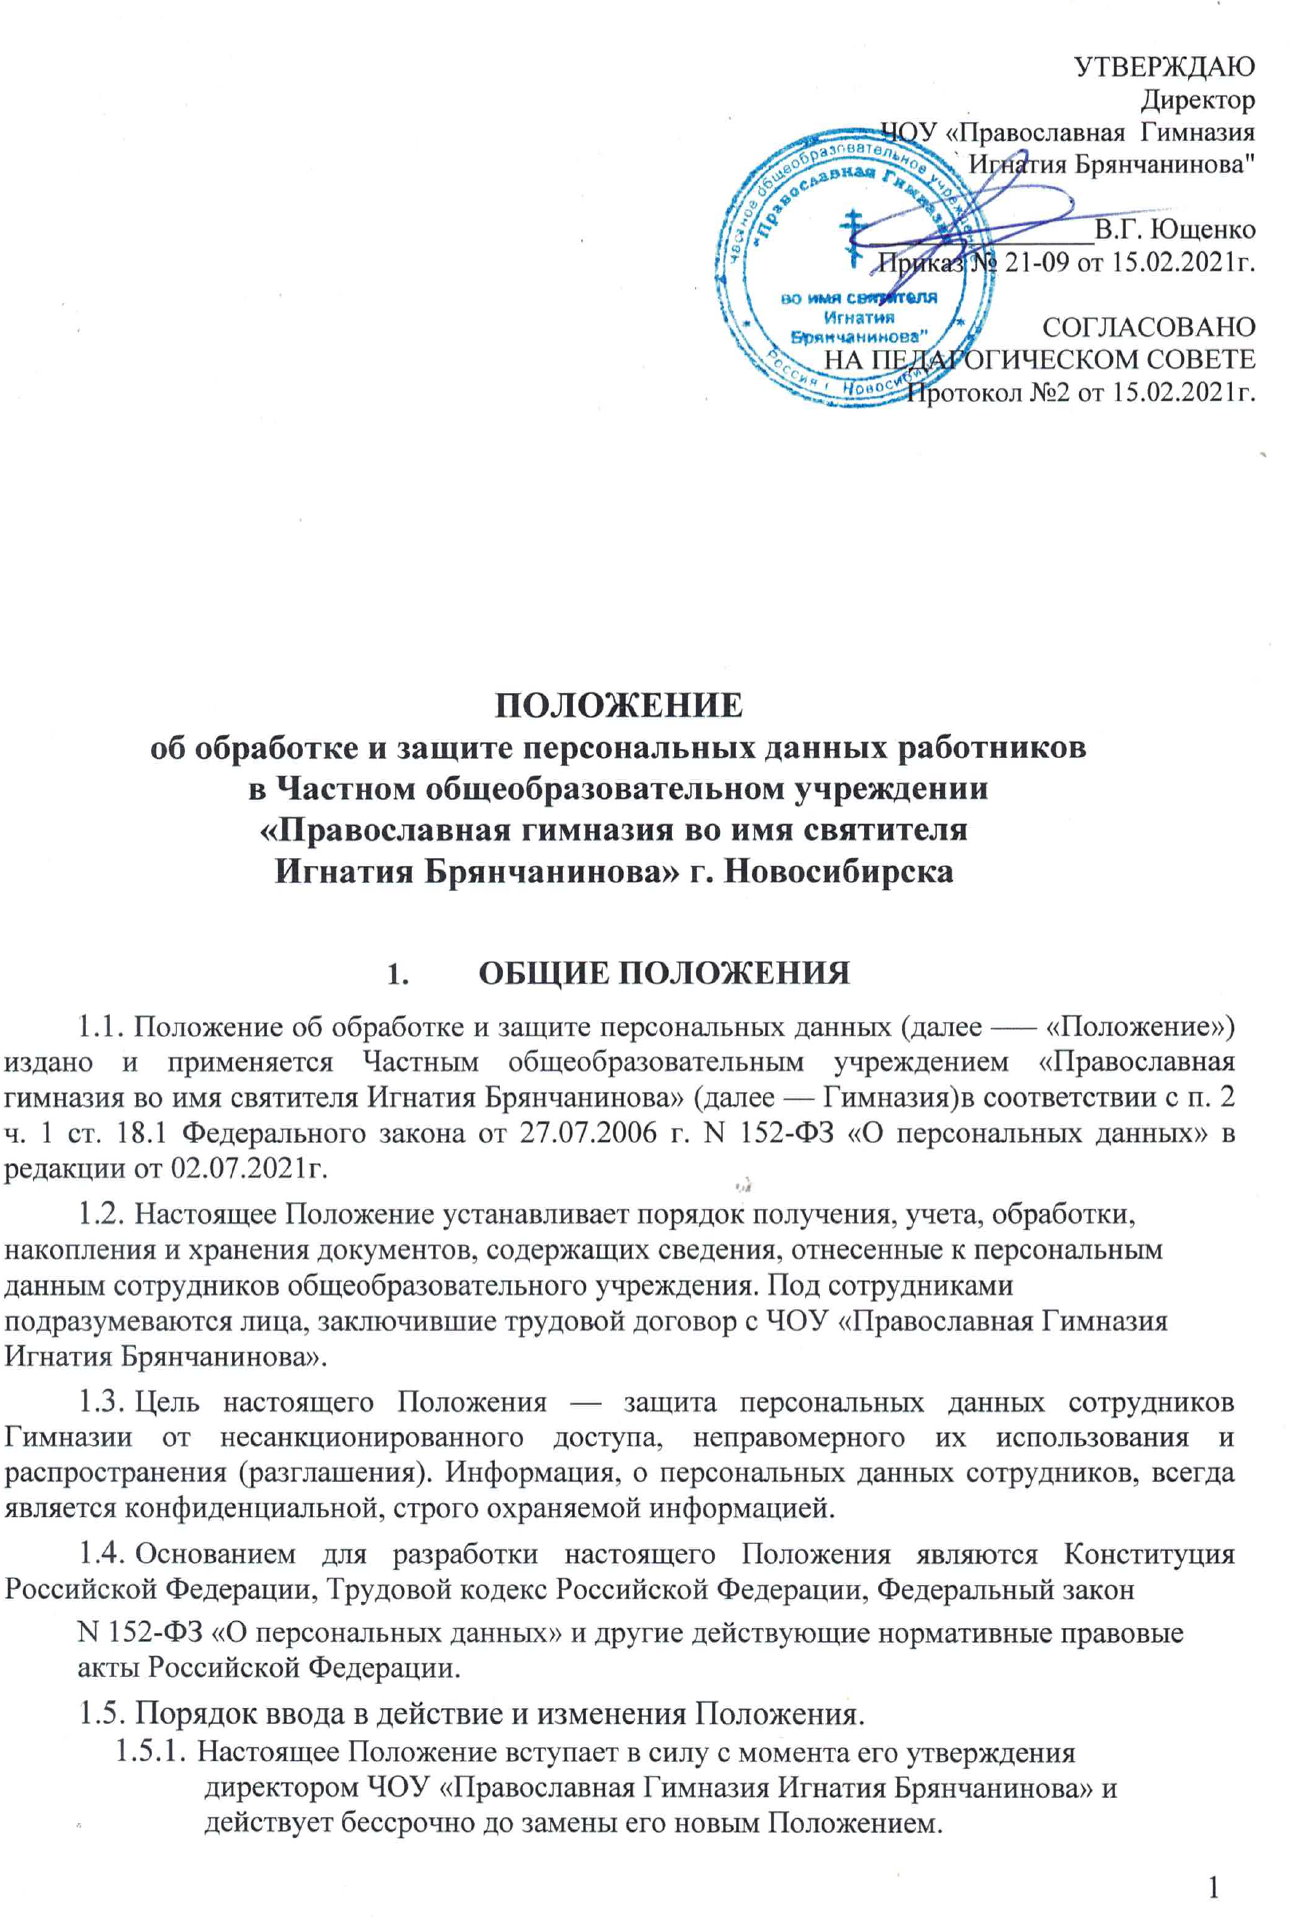 УТВЕРЖДАЮ
Директор
ЧОУ «Православная Гимназия
Игнатия Брянчанинова"
В.Г. Ющенко
Приказ № 21-09 от 15.02.2021г.
СОГЛАСОВАНО
НА ПЕДАГОГИЧЕСКОМ СОВЕТЕ
Протокол №2 от 15.02.2021г.
частное общеобразовательное учреждение
"Православная Гимназия
во имя святителя
Игнатия
Брянчанинова"
Россия г. Новосибирск
ПОЛОЖЕНИЕ
об обработке и защите персональных данных работников
в Частном общеобразовательном учреждении
«Православная гимназия во имя святителя
Игнатия Брянчанинова» г. Новосибирска
1. ОБЩИЕ ПОЛОЖЕНИЯ
1.1. Положение об обработке и защите персональных данных (далее —– «Положение»)
издано и применяется Частным общеобразовательным учреждением «Православная
гимназия во имя святителя Игнатия Брянчанинова» (далее — Гимназия)в соответствии с п. 2
ч. 1 ст. 18.1 Федерального закона от 27.07.2006 г. N 152-ФЗ «О персональных данных» в
редакции от 02.07.2021г.
1.2. Настоящее Положение устанавливает порядок получения, учета, обработки,
накопления и хранения документов, содержащих сведения, отнесенные к персональным
данным сотрудников общеобразовательного учреждения. Под сотрудниками
подразумеваются лица, заключившие трудовой договор с ЧОУ «Православная Гимназия
Игнатия Брянчанинова».
1.3. Цель настоящего Положения — защита персональных данных сотрудников
Гимназии от несанкционированного доступа, неправомерного их использования и
распространения (разглашения). Информация, о персональных данных сотрудников, всегда
является конфиденциальной, строго охраняемой информацией.
1.4. Основанием для разработки настоящего Положения являются Конституция
Российской Федерации, Трудовой кодекс Российской Федерации, Федеральный закон
N 152-ФЗ «О персональных данных» и другие действующие нормативные правовые
акты Российской Федерации.
1.5. Порядок ввода в действие и изменения Положения.
1.5.1. Настоящее Положение вступает в силу с момента его утверждения
директором ЧОУ «Православная Гимназия Игнатия Брянчанинова» и
действует бессрочно до замены его новым Положением.
1